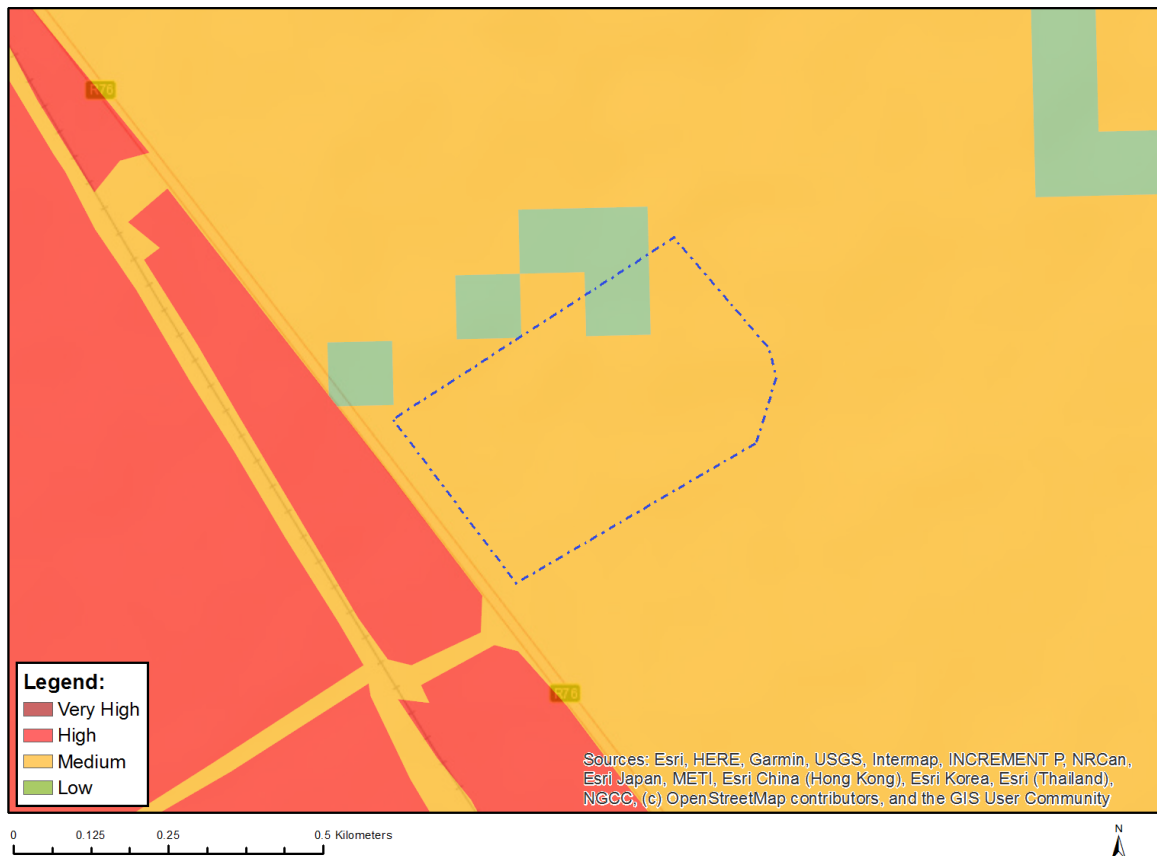 R76
R76
Legend:
Very High
High
Medium
Low
Sources: Esri, HERE, Garmin, USGS, Intermap, INCREMENT P, NRCan,
Esri Japan, METI, Esri China (Hong Kong), Esri Korea, Esri (Thailand),
NGCC, (c) OpenStreetMap contributors, and the GIS User Community
0 0.125 0.25 0.5 Kilometers
N